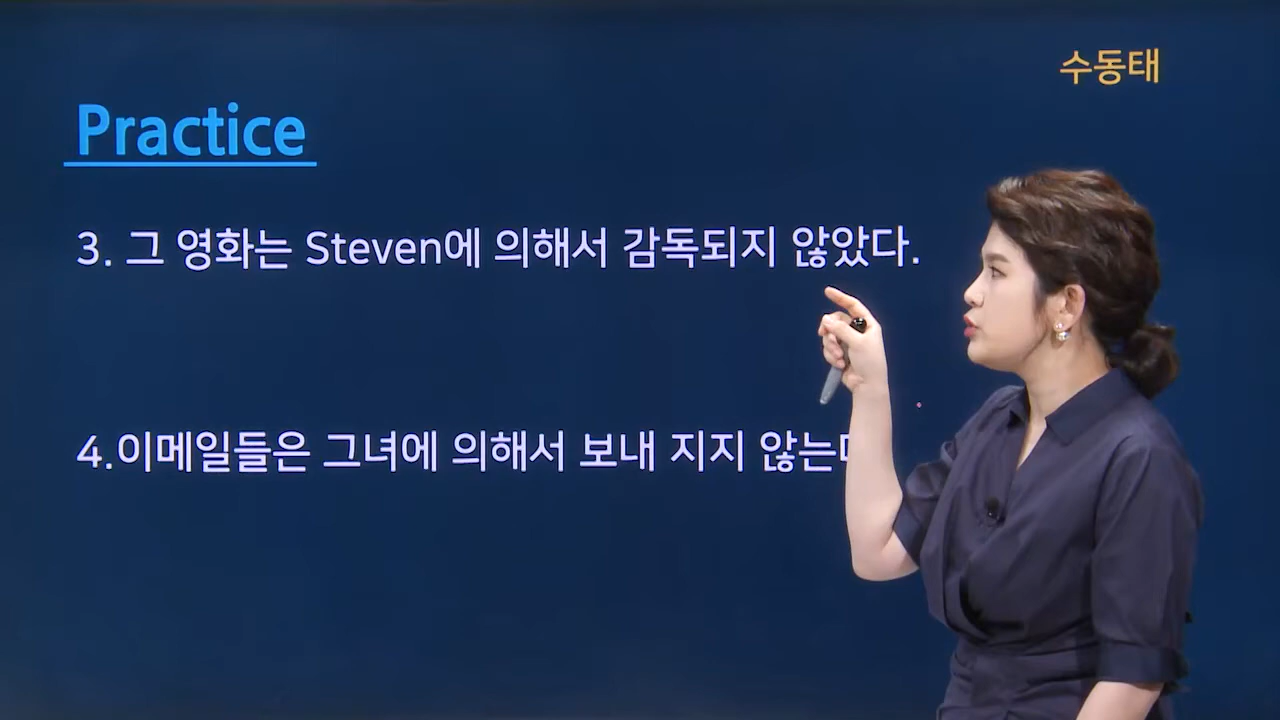 수동태
Practice
3. 그 영화는 Steven에 의해서 감독되지 않았다.
4.이메일들은 그녀에 의해서 보내 지지